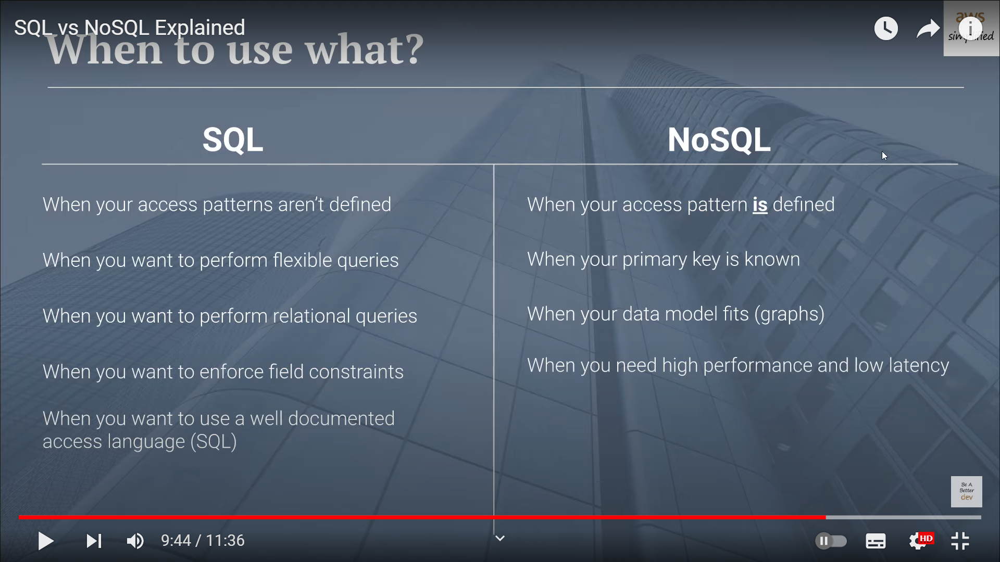 SQL vs NoSQL Explained
When to use what?
aws
simplified
SQL
NoSQL
When your access patterns aren’t defined
When you want to perform flexible queries
When you want to perform relational queries
When you want to enforce field constraints
When you want to use a well documented
access language (SQL)
When your access pattern is defined
When your primary key is known
When your data model fits (graphs)
When you need high performance and low latency
Be A
Better
dev
9:44 / 11:36
HD